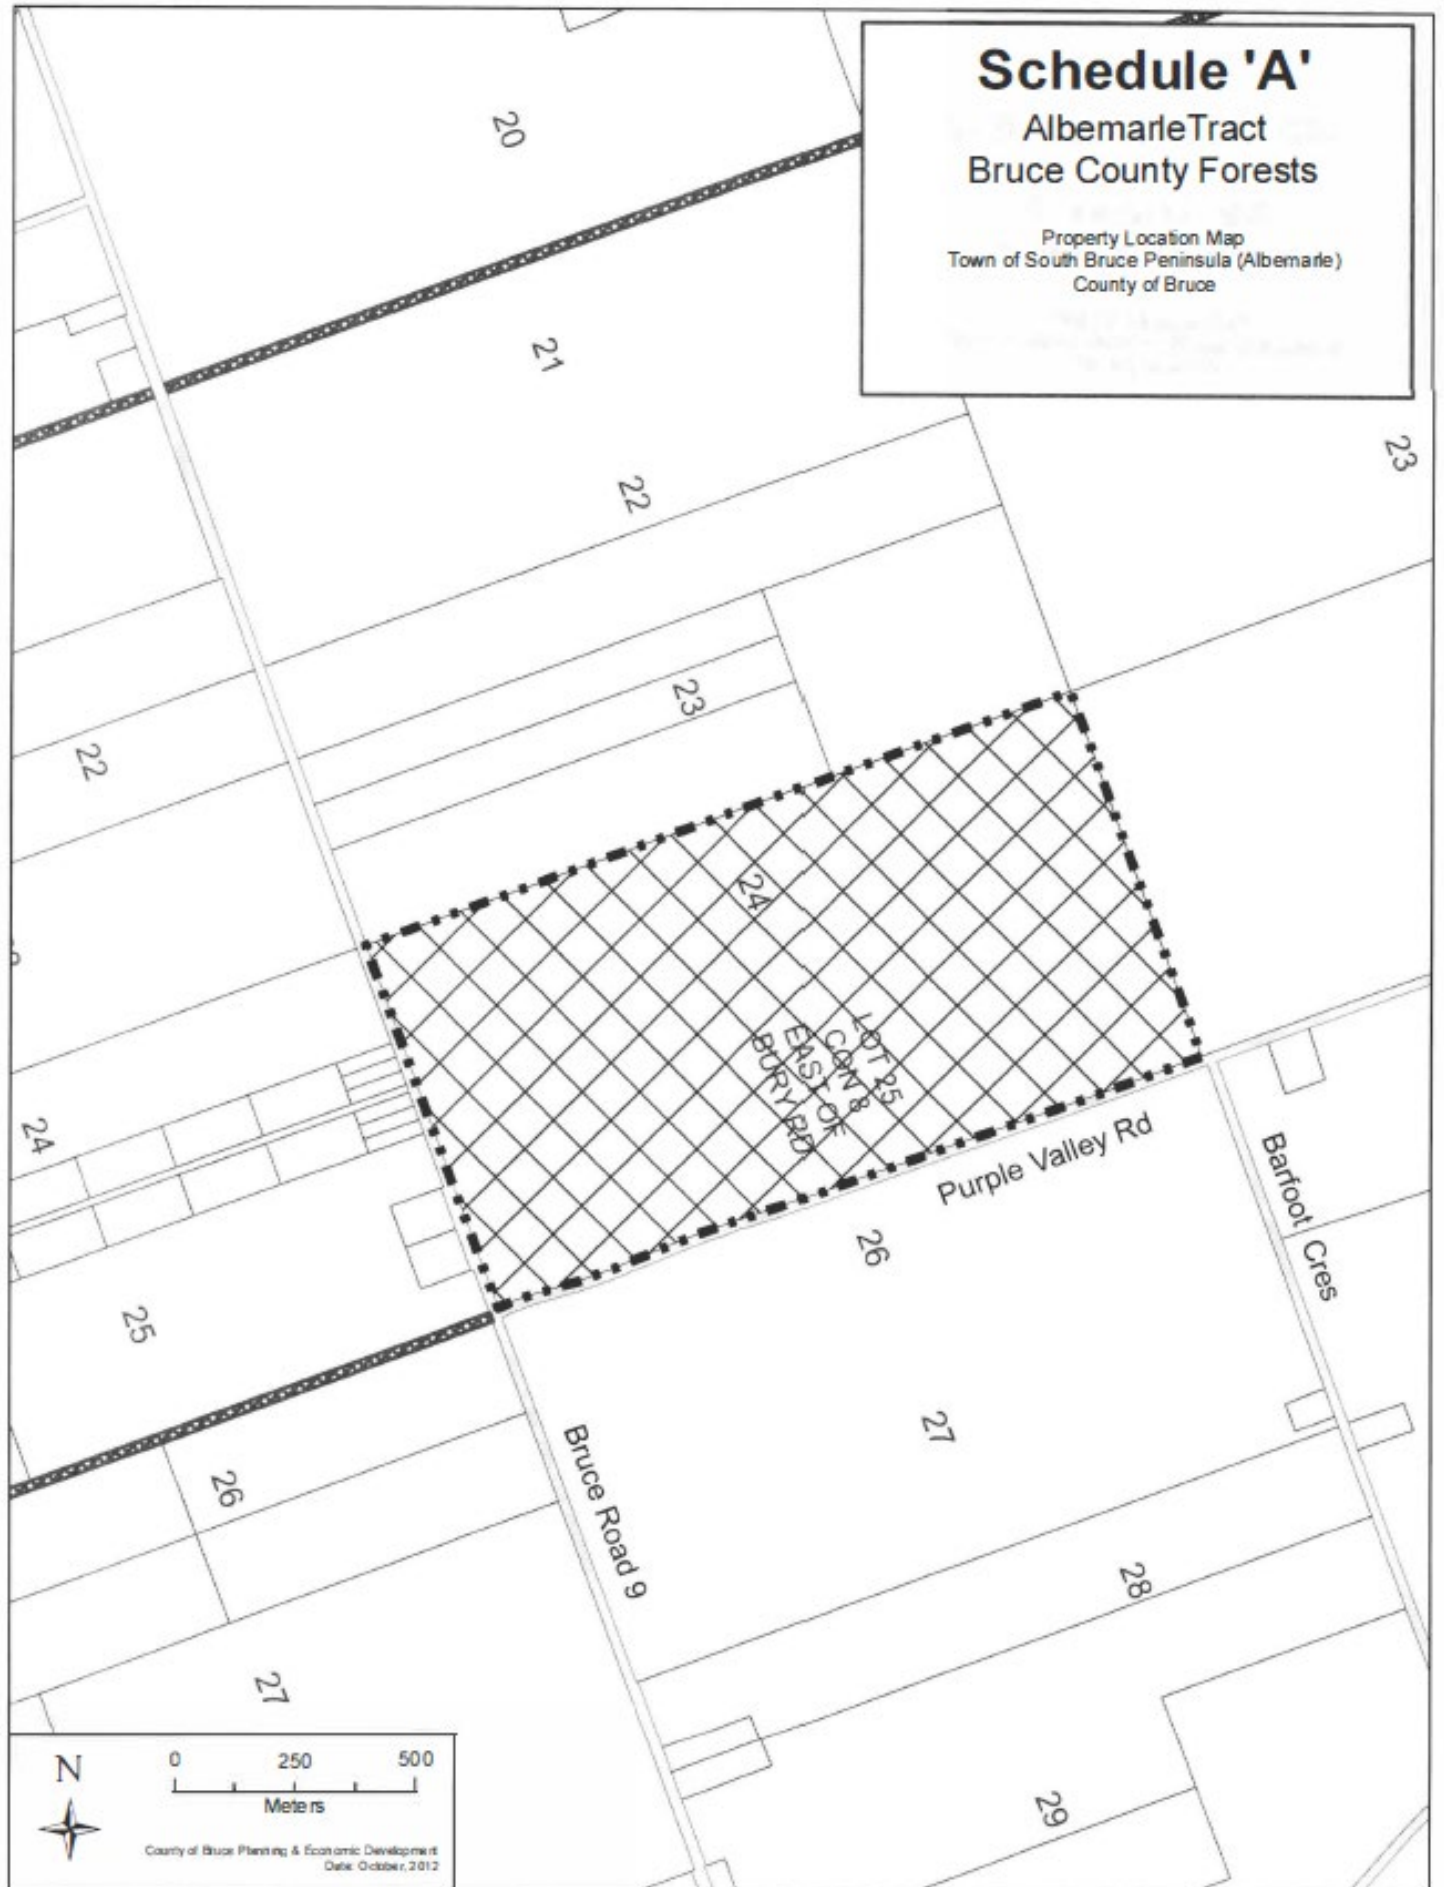 Schedule 'A'
AlbemarleTract
Bruce County Forests
Property Location Map
Town of South Bruce Peninsula (Albemarle)
County of Bruce
20
21
22
23
23
22
24
LOT 25
CON 8
EAST OF
BURY RD
24
25
Purple Valley Rd
Barfoot Cres
26
27
26
Bruce Road 9
28
27
29
N
0 250 500
Meters
County of Bruce Planning & Economic Development
Date: October, 2012